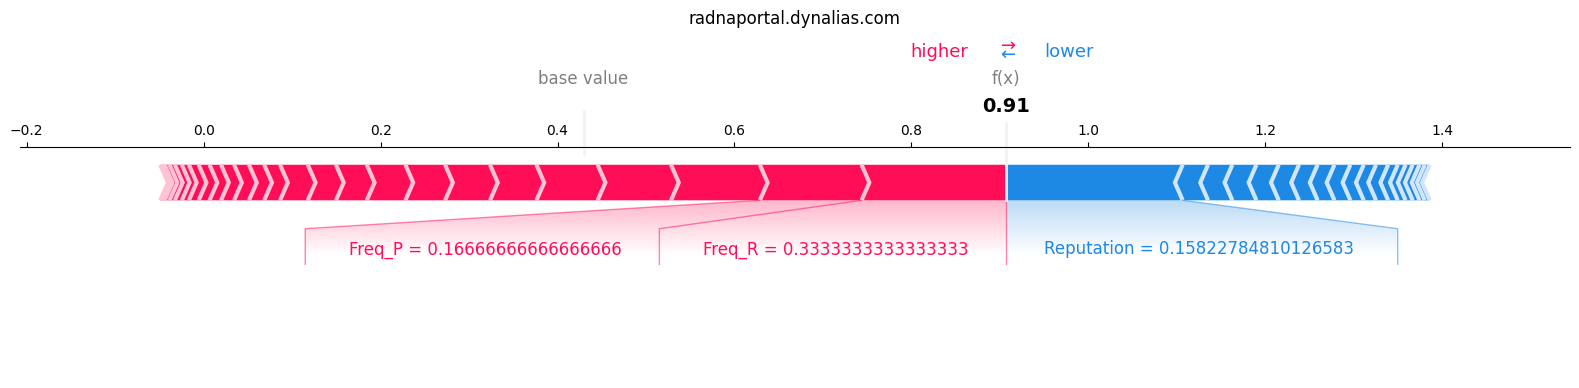 radnaportal.dynalias.com
higher ⇄ lower
base value f(x)
0.91
−0.2 0.0 0.2 0.4 0.6 0.8 1.0 1.2 1.4
Freq_P = 0.16666666666666666 Freq_R = 0.3333333333333333 Reputation = 0.15822784810126583